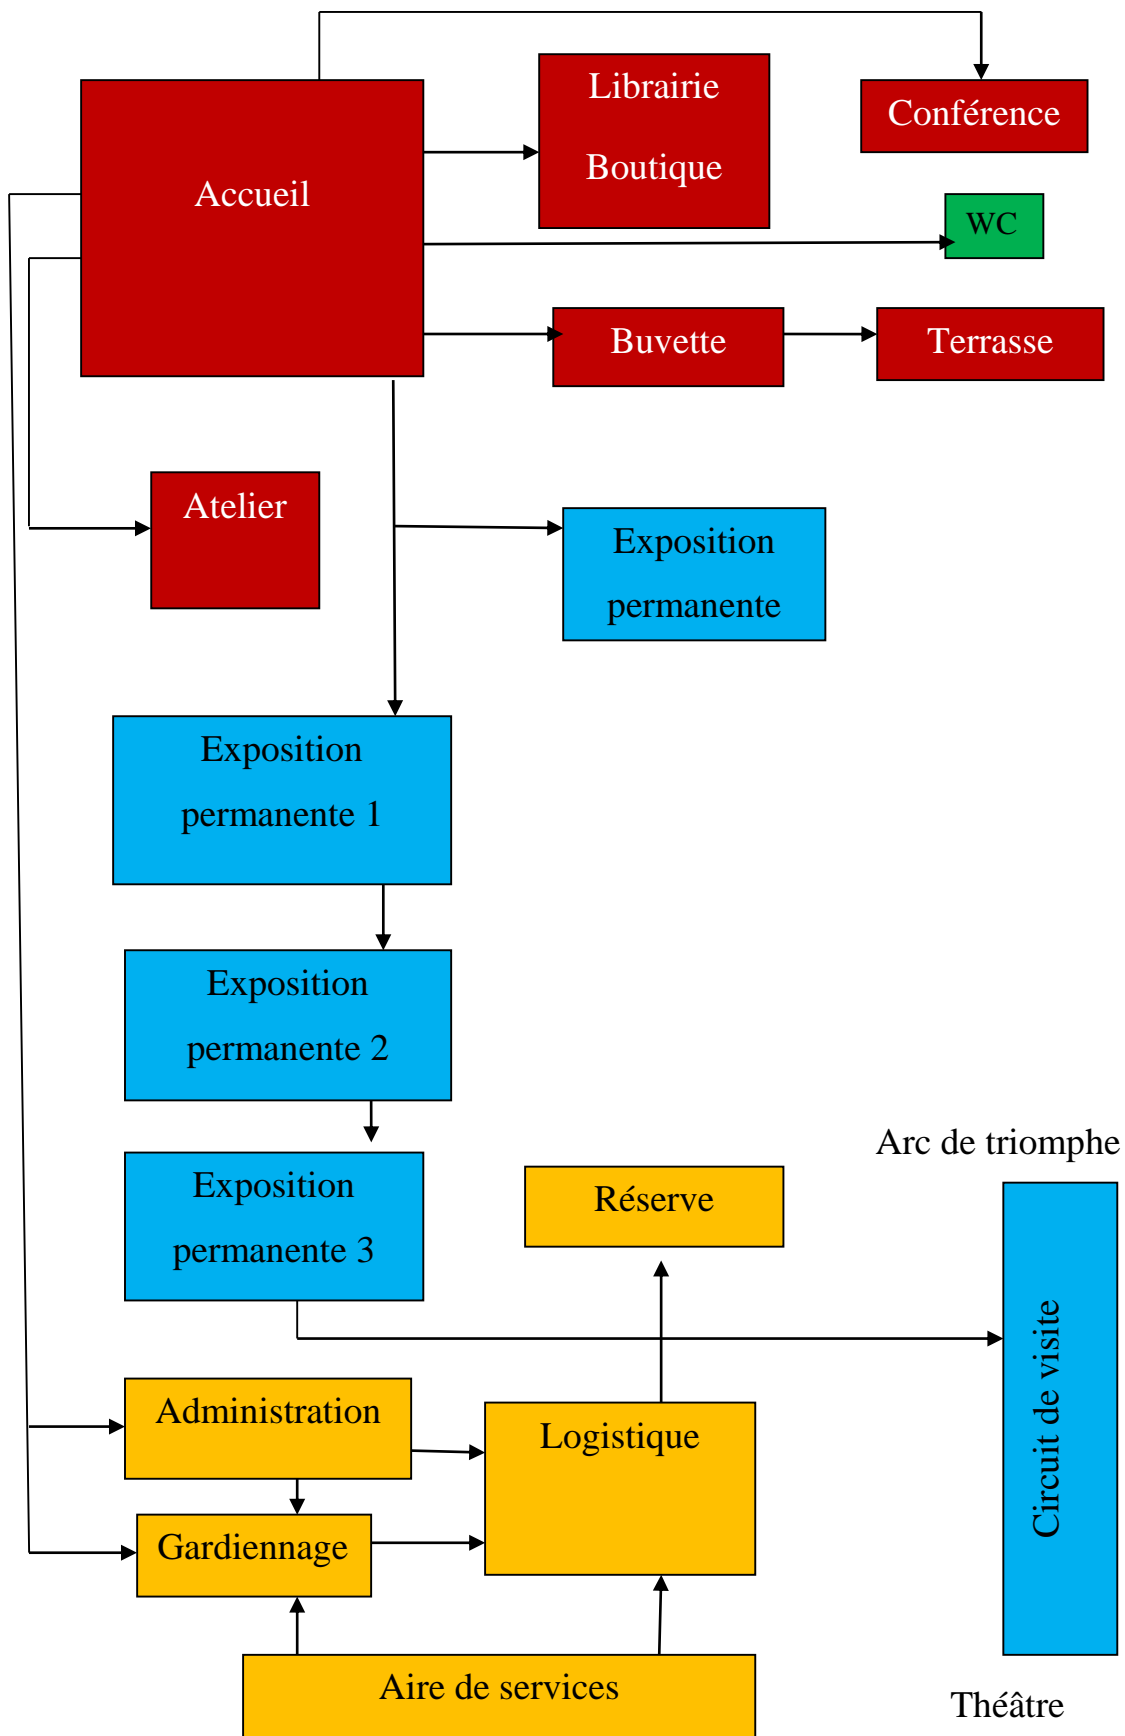 Librairie
Boutique
Conférence
Accueil
WC
Buvette
Terrasse
Atelier
Exposition
permanente
Exposition
permanente 1
Exposition
permanente 2
Arc de triomphe
Exposition
permanente 3
Réserve
Circuit de visite
Administration
Logistique
Gardiennage
Aire de services
Théâtre